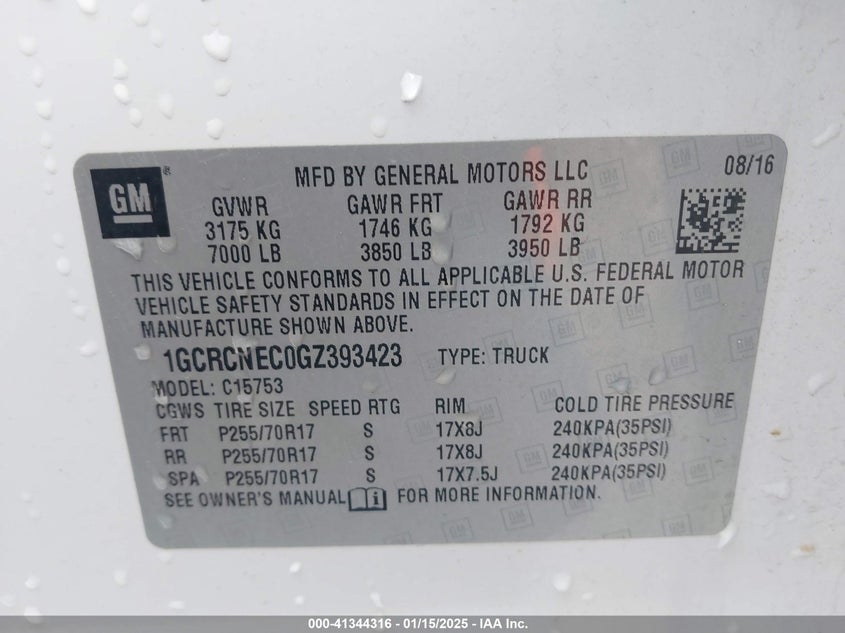 GM
MFD BY GENERAL MOTORS LLC 08/16
GVWR GAWR FRT GAWR RR
3175 KG 1746 KG 1792 KG
7000 LB 3850 LB 3950 LB
THIS VEHICLE CONFORMS TO ALL APPLICABLE U.S. FEDERAL MOTOR
VEHICLE SAFETY STANDARDS IN EFFECT ON THE DATE OF
MANUFACTURE SHOWN ABOVE.
1GCRCNEC0GZ393423 TYPE: TRUCK
MODEL: C15753
CGWS TIRE SIZE SPEED RTG RIM COLD TIRE PRESSURE
FRT P255/70R17 S 17X8J 240KPA(35PSI)
RR P255/70R17 S 17X8J 240KPA(35PSI)
SPA P255/70R17 S 17X7.5J 240KPA(35PSI)
SEE OWNER'S MANUAL FOR MORE INFORMATION.
000-41344316 - 01/15/2025 - IAA Inc.